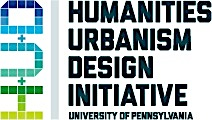 H+U+D
HUMANITIES
URBANISM
DESIGN
INITIATIVE
UNIVERSITY OF PENNSYLVANIA